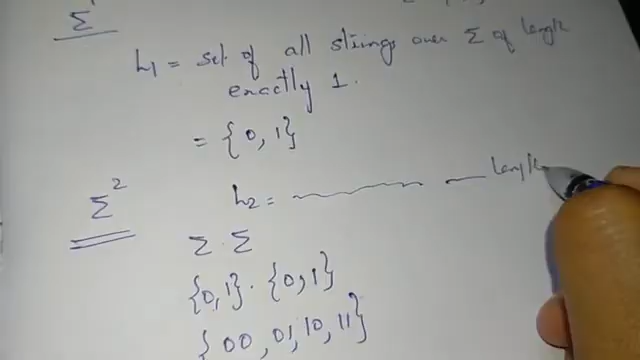 Σ¹
L1 = set of all strings over Σ of length
exactly 1.
= {0, 1}
Σ² L2 = length
Σ . Σ
{0, 1} . {0, 1}
{00, 01, 10, 11}